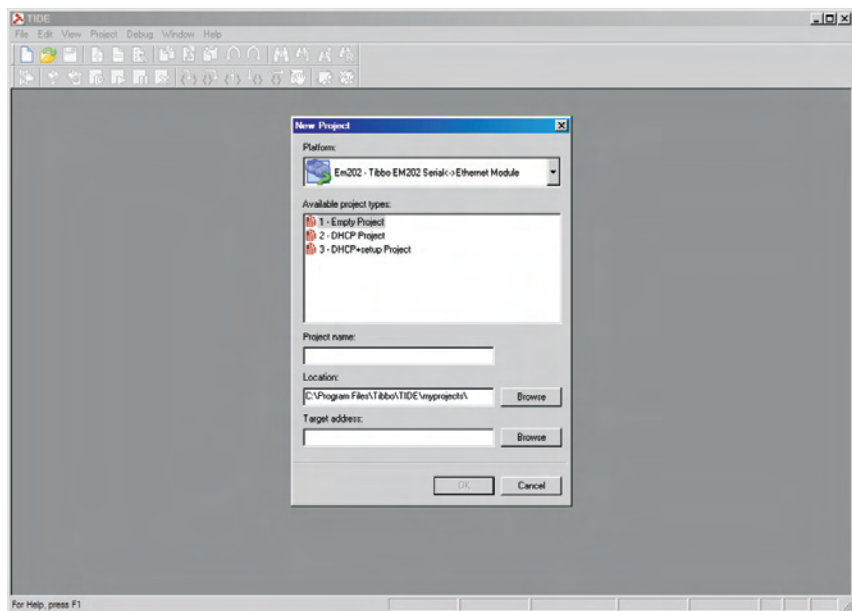 TIDE
File Edit View Project Debug Window Help
New Project
Platform:
Em202 - Tibbo EM202 Serial<->Ethernet Module
Available project types:
1 - Empty Project
2 - DHCP Project
3 - DHCP+setup Project
Project name:
Location:
C:\Program Files\Tibbo\TIDE\myprojects\
Browse
Target address:
Browse
OK
Cancel
For Help, press F1